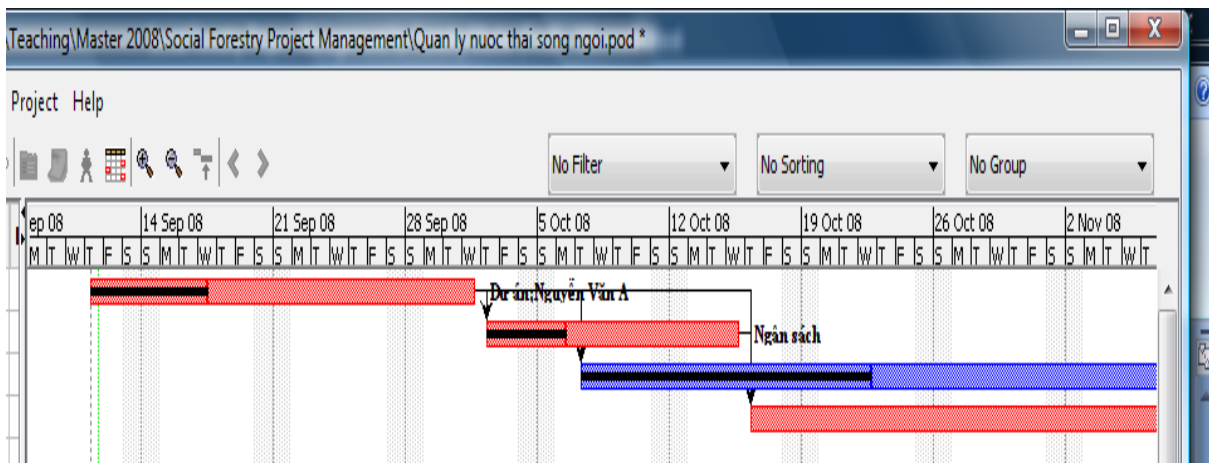 \Teaching\Master 2008\Social Forestry Project Management\Quan ly nuoc thai song ngoi.pod *
Project Help
No Filter No Sorting No Group
ep 08 14 Sep 08 21 Sep 08 28 Sep 08 5 Oct 08 12 Oct 08 19 Oct 08 26 Oct 08 2 Nov 08
M T W T F S S M T W T F S S M T W T F S S M T W T F S S M T W T F S S M T W T F S S M T W T F S S M T W T F S S M T W T
Dự án;Nguyễn Văn A
Ngân sách